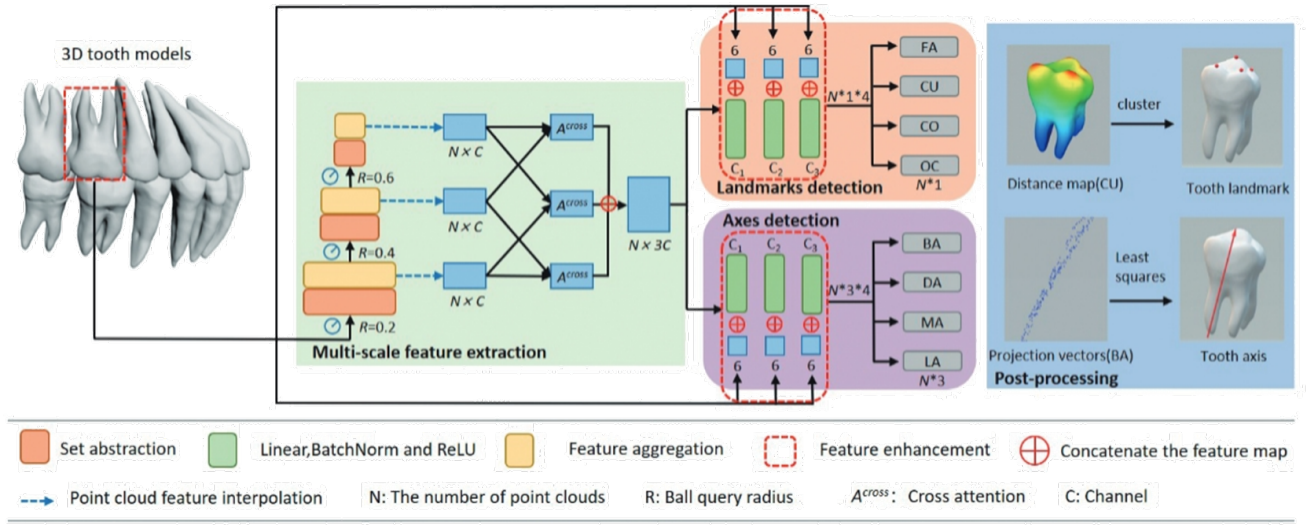 3D tooth models
R=0.6
R=0.4
R=0.2
N × C
N × C
N × C
Across
Across
Across
N × 3C
Multi-scale feature extraction
6 6 6
C1 C2 C3
N*1*4
FA
CU
CO
OC
N*1
Landmarks detection
Axes detection
C1 C2 C3
N*3*4
6 6 6
BA
DA
MA
LA
N*3
cluster
Distance map(CU)
Tooth landmark
Least
squares
Projection vectors(BA)
Tooth axis
Post-processing
Set abstraction
Linear,BatchNorm and ReLU
Feature aggregation
Feature enhancement
Concatenate the feature map
Point cloud feature interpolation
N: The number of point clouds
R: Ball query radius
Across: Cross attention
C: Channel